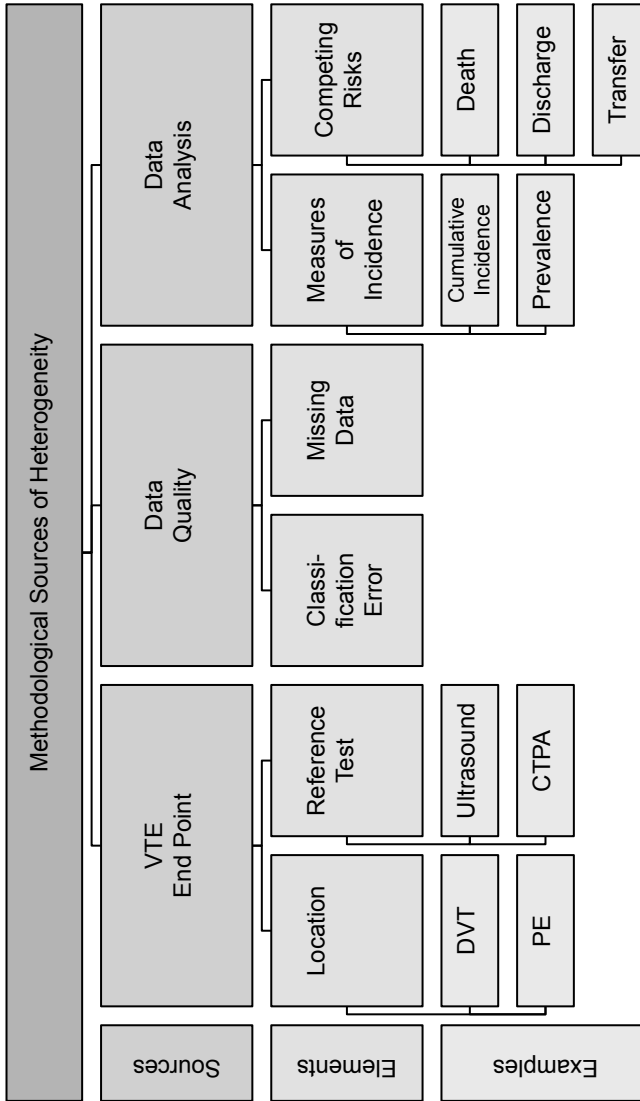 Methodological Sources of Heterogeneity
Sources
VTE
End Point
Data
Quality
Data
Analysis
Elements
Location
Reference
Test
Classi-
fication
Error
Missing
Data
Measures
of
Incidence
Competing
Risks
Examples
DVT
Ultrasound
Cumulative
Incidence
Death
PE
CTPA
Prevalence
Discharge
Transfer